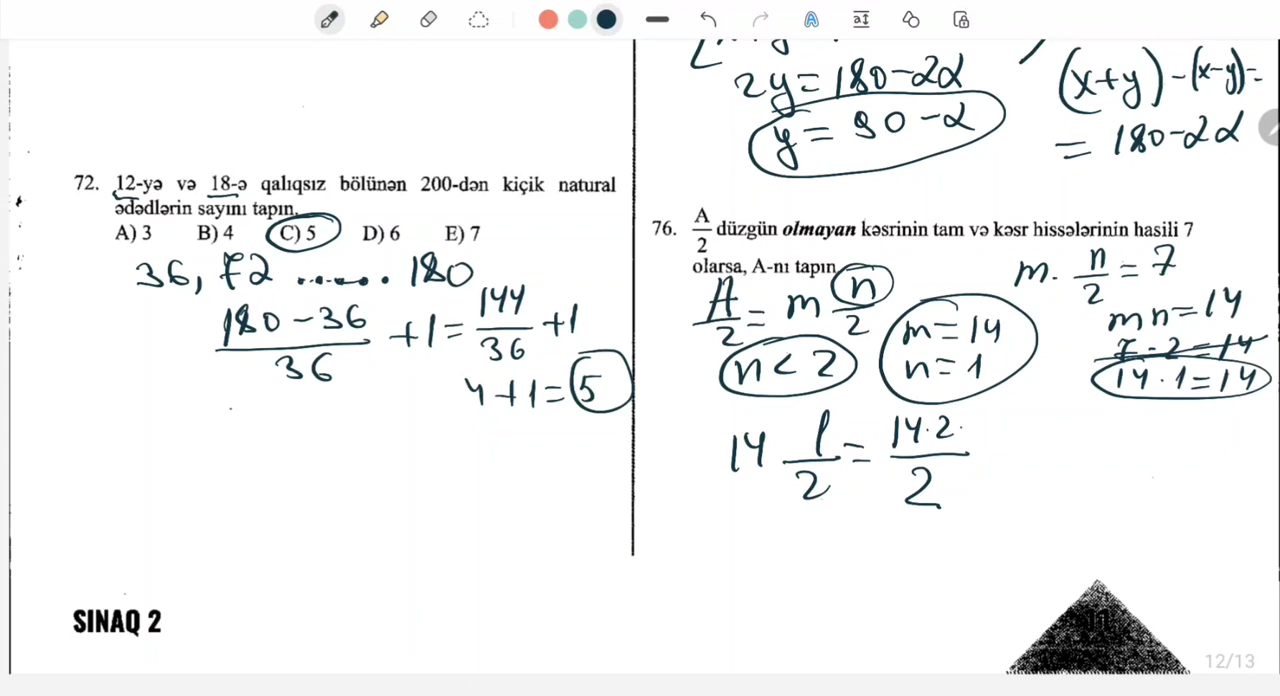 72. 12-yə və 18-ə qalıqsız bölünən 200-dən kiçik natural
ədədlərin sayını tapın.
A) 3 B) 4 C) 5 D) 6 E) 7
36, 72 ...... 180
180-36/36 +1= 144/36 +1
4+1=5
SINAQ 2
2y=180-2α
y=90-α
(x+y)-(x-y)=
= 180-2α
76. A/2 düzgün olmayan kəsrinin tam və kəsr hissələrinin hasili 7
olarsa, A-nı tapın.
A/2 = m n/2
n<2
m=14
n=1
m. n/2 = 7
mn=14
7·2=14
14·1=14
14 1/2 = 14·2·/2
11
12/13